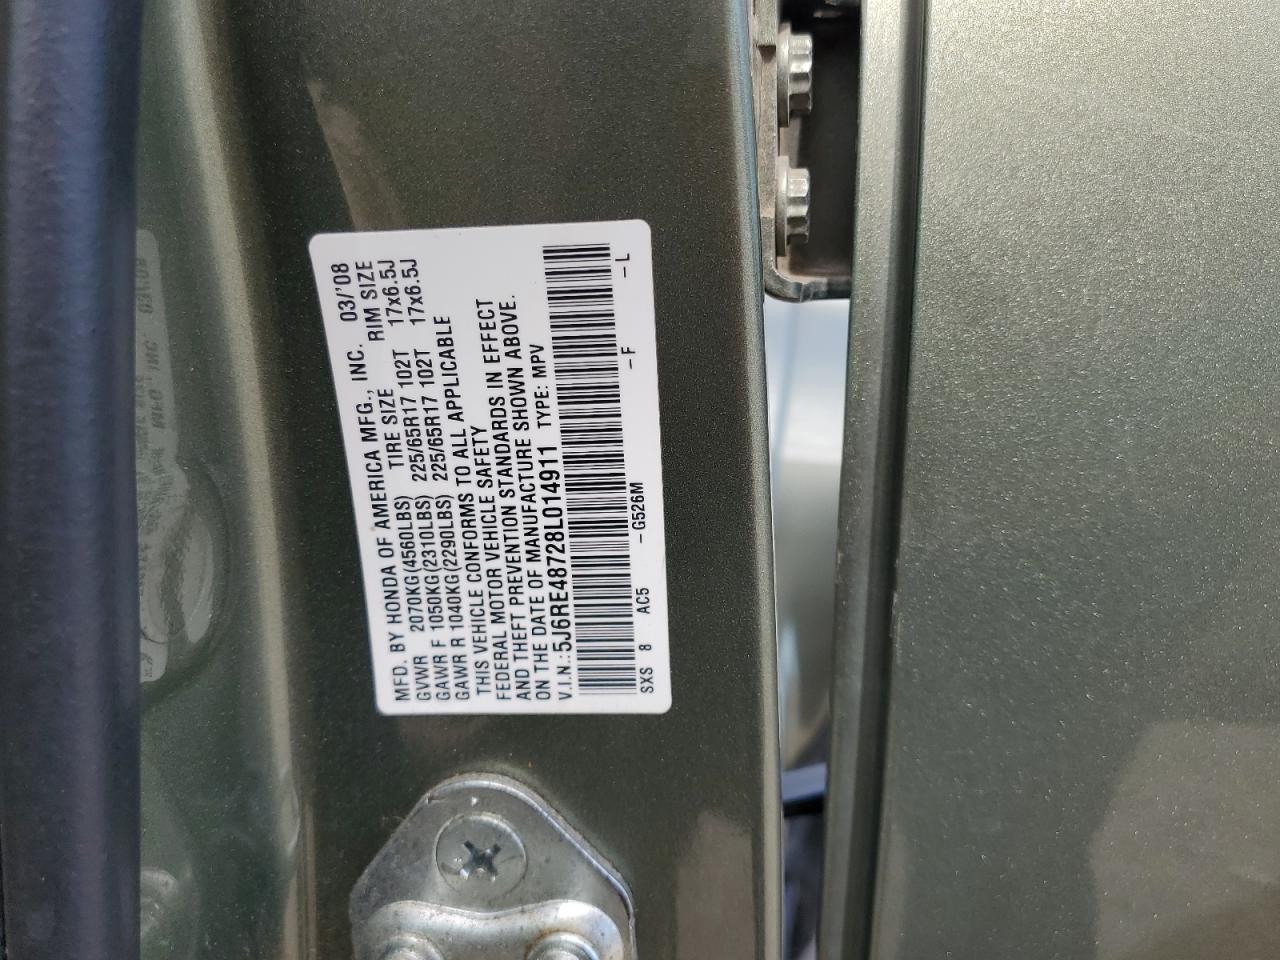 MFD. BY HONDA OF AMERICA MFG., INC. 03/'08
GVWR 2070KG(4560LBS) TIRE SIZE RIM SIZE
GAWR F 1050KG(2310LBS) 225/65R17 102T 17x6.5J
GAWR R 1040KG(2290LBS) 225/65R17 102T 17x6.5J
THIS VEHICLE CONFORMS TO ALL APPLICABLE
FEDERAL MOTOR VEHICLE SAFETY
AND THEFT PREVENTION STANDARDS IN EFFECT
ON THE DATE OF MANUFACTURE SHOWN ABOVE.
V.I.N.:5J6RE48728L014911 TYPE: MPV
SXS 8 AC5 -G526M -F -L